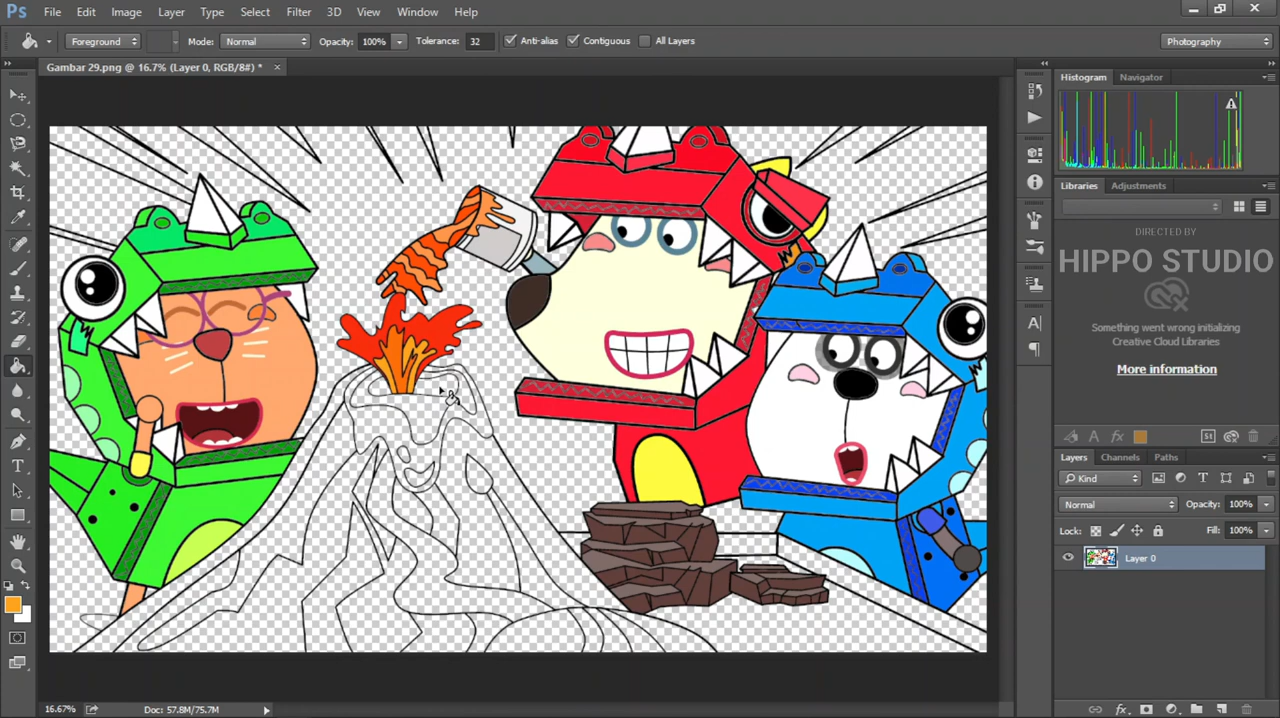 Ps File Edit Image Layer Type Select Filter 3D View Window Help
Foreground Mode: Normal Opacity: 100% Tolerance: 32 Anti-alias Contiguous All Layers Photography
Gambar 29.png @ 16.7% (Layer 0, RGB/8#) * ×
Histogram Navigator
Libraries Adjustments
DIRECTED BY
HIPPO STUDIO
Something went wrong initializing
Creative Cloud Libraries
More information
Layers Channels Paths
Kind
Normal Opacity: 100%
Lock: Fill: 100%
Layer 0
16.67% Doc: 57.8M/75.7M